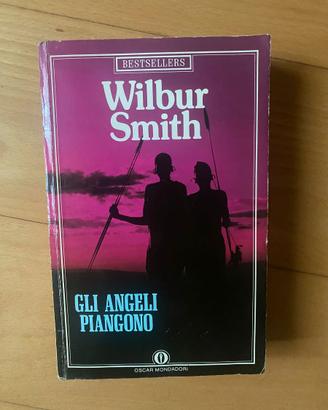 BESTSELLERS
Wilbur
Smith
GLI ANGELI
PIANGONO
OSCAR MONDADORI